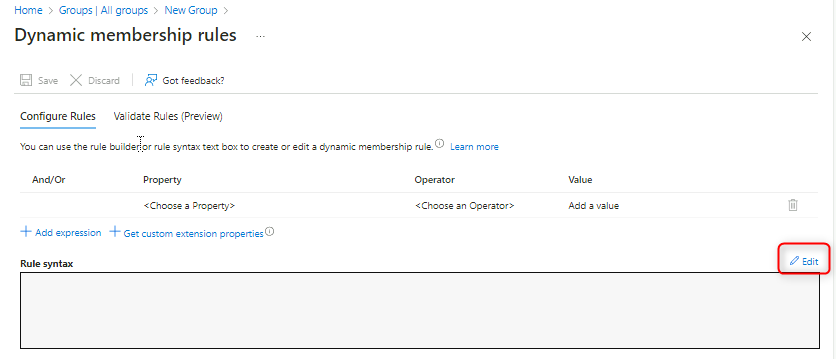 Home > Groups | All groups > New Group >
Dynamic membership rules ...
Save Discard Got feedback?
Configure Rules Validate Rules (Preview)
You can use the rule builder or rule syntax text box to create or edit a dynamic membership rule. Learn more
And/Or Property Operator Value
<Choose a Property> <Choose an Operator> Add a value
+ Add expression + Get custom extension properties
Edit
Rule syntax